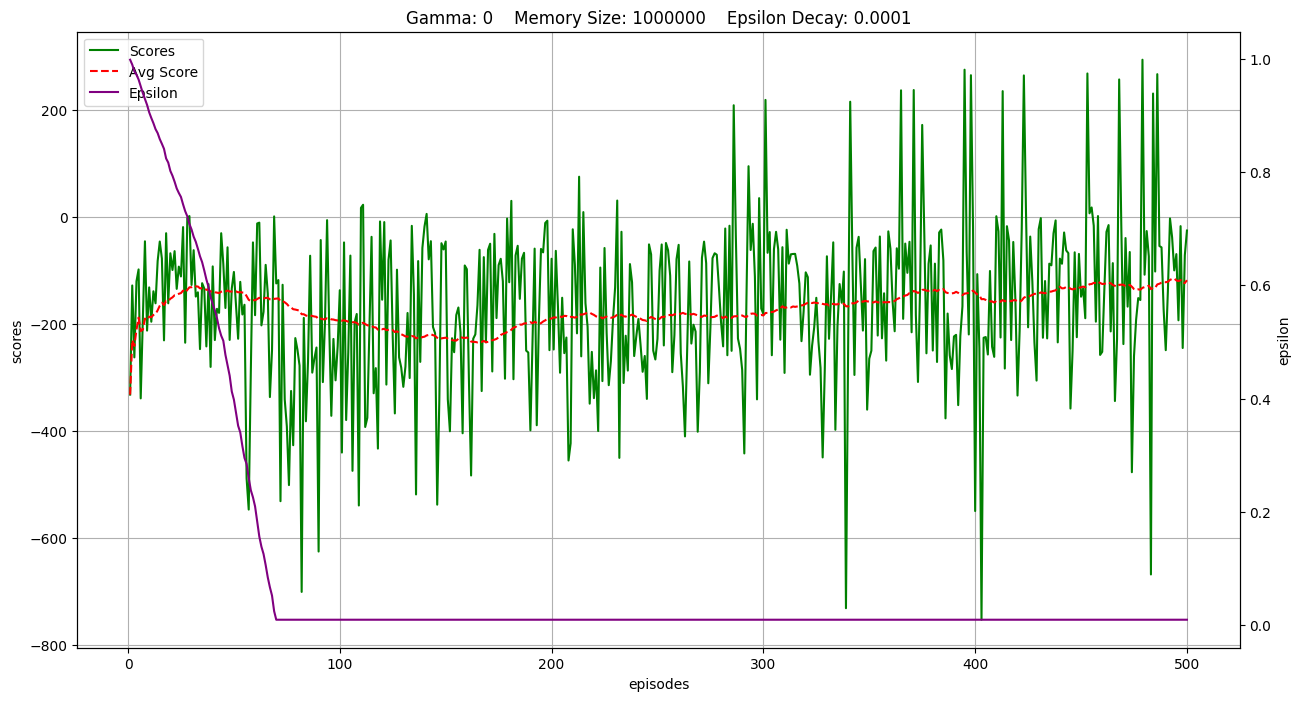 Gamma: 0    Memory Size: 1000000    Epsilon Decay: 0.0001
Scores
Avg Score
Epsilon
scores
200
0
−200
−400
−600
−800
1.0
0.8
0.6
0.4
0.2
0.0
epsilon
0 100 200 300 400 500
episodes